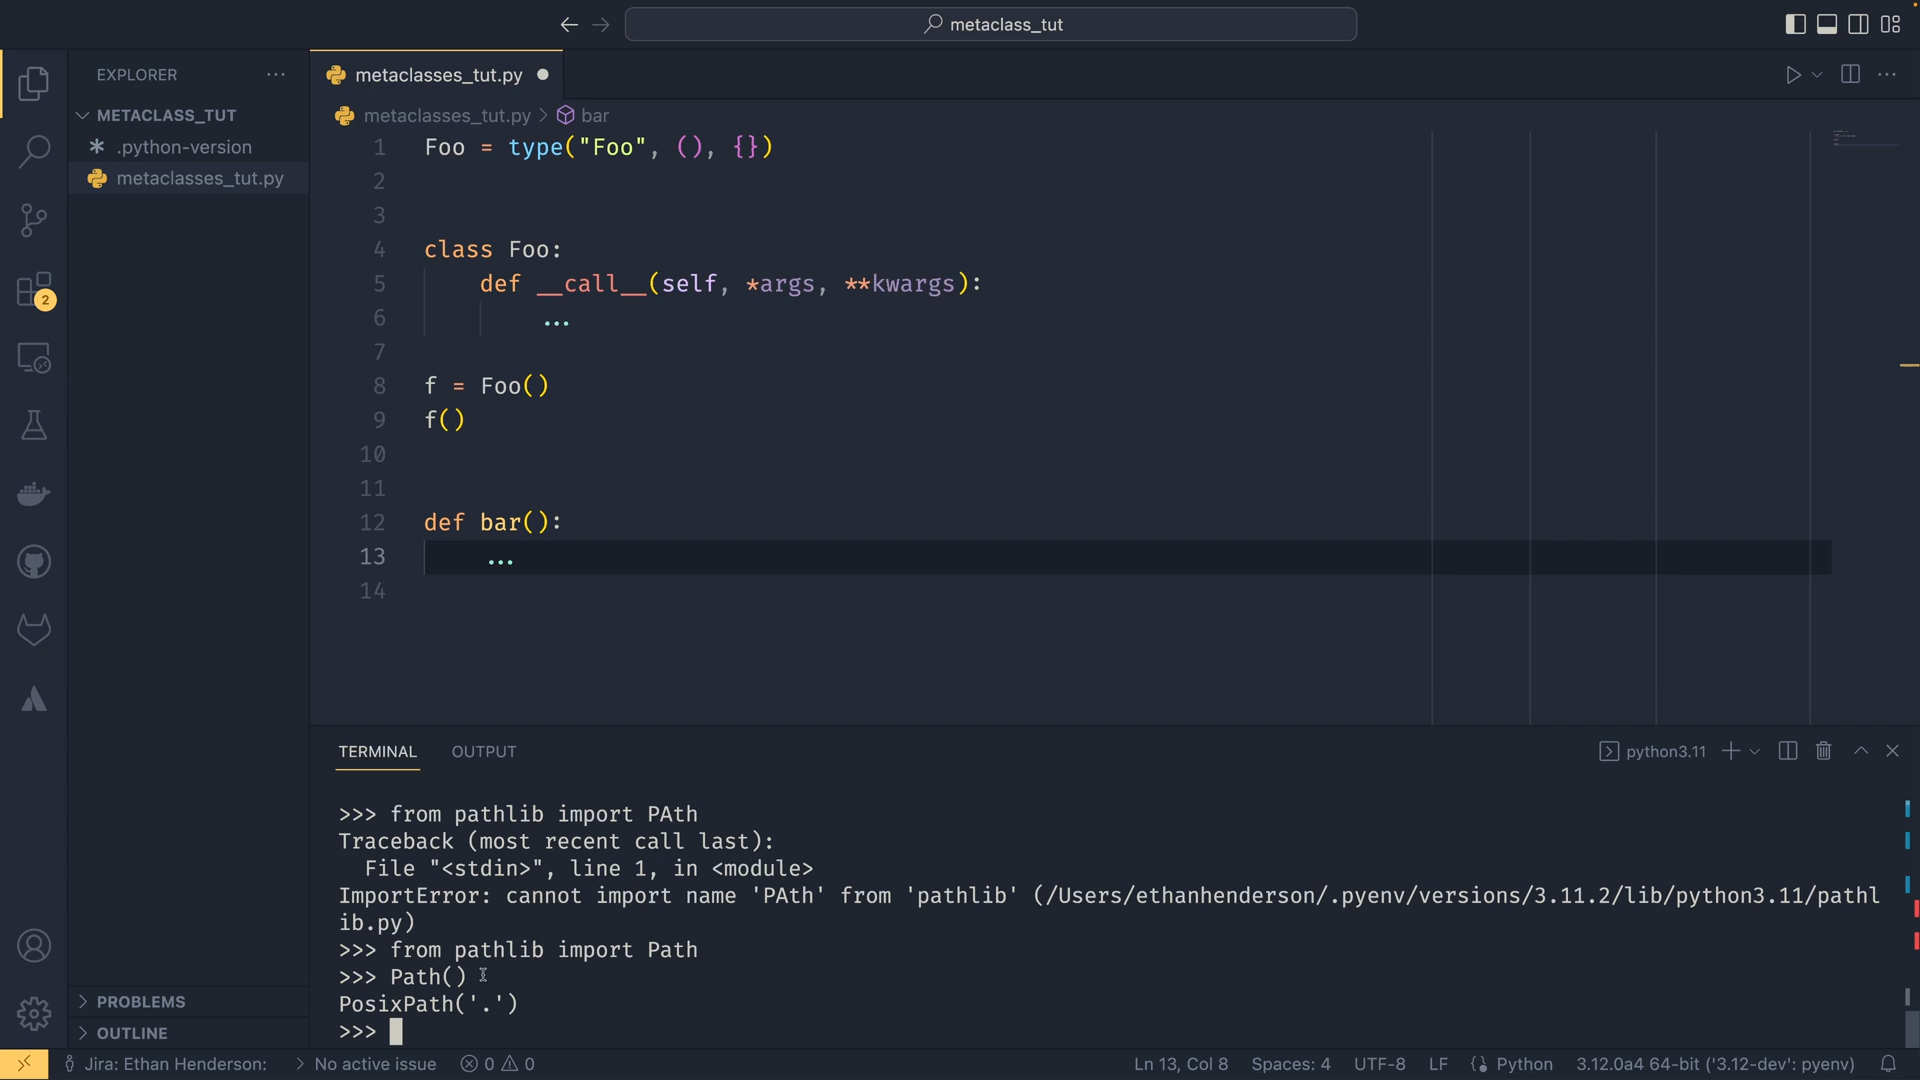 metaclass_tut
EXPLORER
metaclasses_tut.py
METACLASS_TUT
.python-version
metaclasses_tut.py
metaclasses_tut.py > bar
2
1 Foo = type("Foo", (), {})
2
3
4 class Foo:
5 def __call__(self, *args, **kwargs):
6 ...
7
8 f = Foo()
9 f()
10
11
12 def bar():
13 ...
14
TERMINAL OUTPUT
python3.11
>>> from pathlib import PAth
Traceback (most recent call last):
File "<stdin>", line 1, in <module>
ImportError: cannot import name 'PAth' from 'pathlib' (/Users/ethanhenderson/.pyenv/versions/3.11.2/lib/python3.11/pathl
ib.py)
>>> from pathlib import Path
>>> Path()
PosixPath('.')
>>>
PROBLEMS
OUTLINE
Jira: Ethan Henderson: > No active issue 0 0 Ln 13, Col 8 Spaces: 4 UTF-8 LF Python 3.12.0a4 64-bit ('3.12-dev': pyenv)